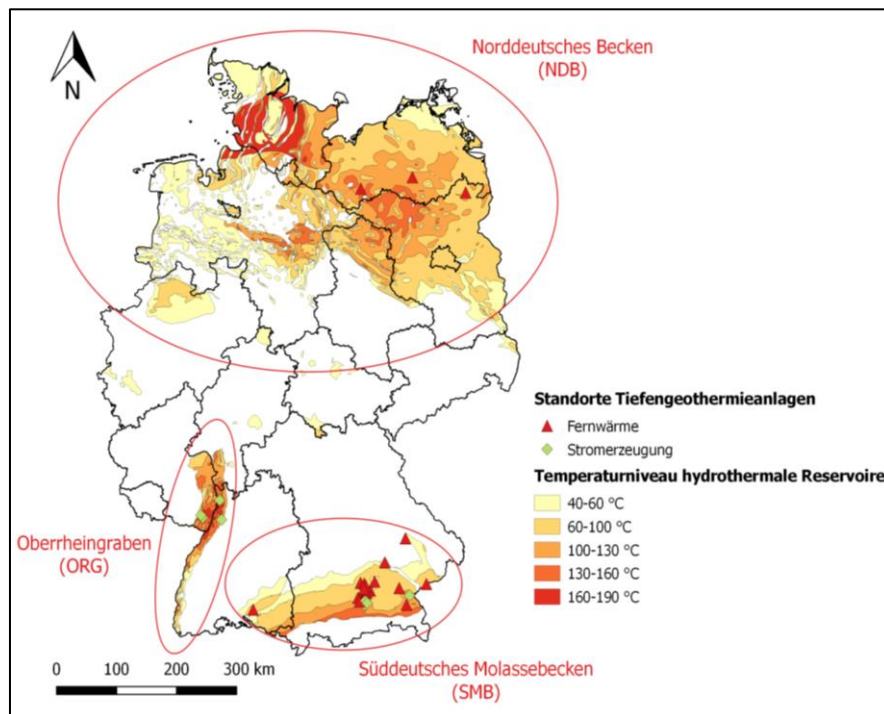 Norddeutsches Becken
(NDB)
N
Standorte Tiefengeothermieanlagen
Fernwärme
Stromerzeugung
Temperaturniveau hydrothermale Reservoire
40-60 °C
60-100 °C
100-130 °C
130-160 °C
160-190 °C
Oberrheingraben
(ORG)
Süddeutsches Molassebecken
(SMB)
0 100 200 300 km